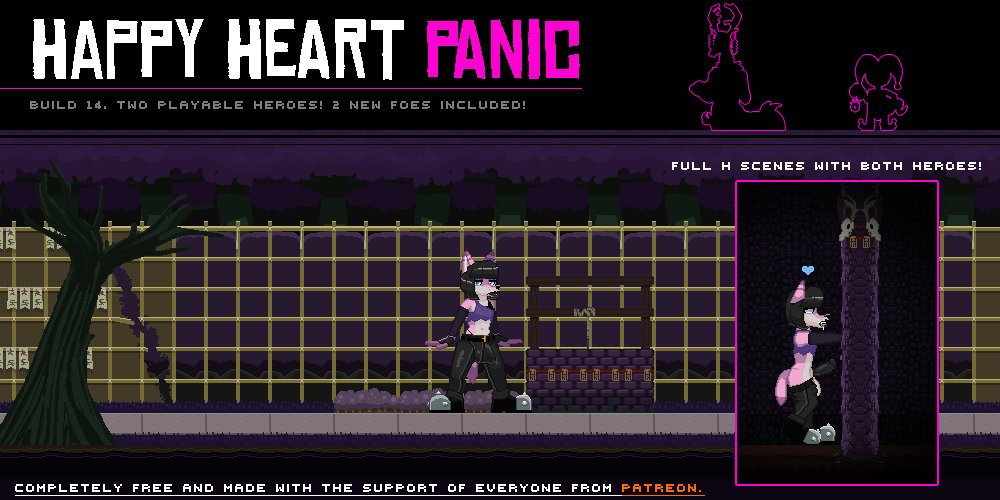 HAPPY HEART PANIC
BUILD 14. TWO PLAYABLE HEROES! 2 NEW FOES INCLUDED!
FULL H SCENES WITH BOTH HEROES!
COMPLETELY FREE AND MADE WITH THE SUPPORT OF EVERYONE FROM PATREON.